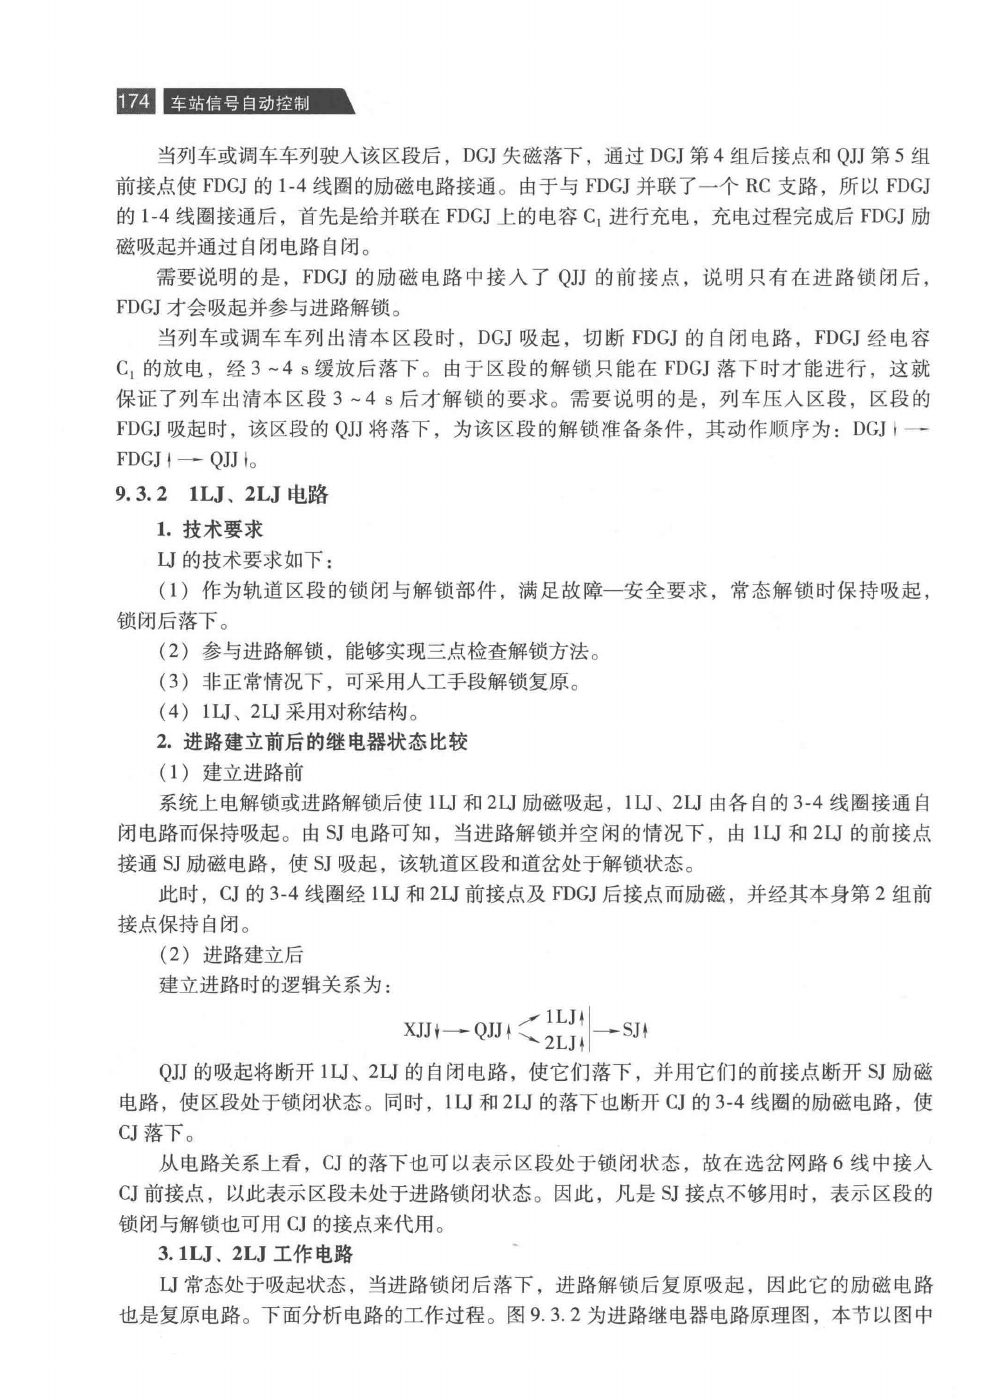 174 车站信号自动控制
当列车或调车车列驶入该区段后，DGJ 失磁落下，通过 DGJ 第 4 组后接点和 QJJ 第 5 组
前接点使 FDGJ 的 1-4 线圈的励磁电路接通。由于与 FDGJ 并联了一个 RC 支路，所以 FDGJ
的 1-4 线圈接通后，首先是给并联在 FDGJ 上的电容 C₁ 进行充电，充电过程完成后 FDGJ 励
磁吸起并通过自闭电路自闭。
需要说明的是，FDGJ 的励磁电路中接入了 QJJ 的前接点，说明只有在进路锁闭后，
FDGJ 才会吸起并参与进路解锁。
当列车或调车车列出清本区段时，DGJ 吸起，切断 FDGJ 的自闭电路，FDGJ 经电容
C₁ 的放电，经 3 ~4 s 缓放后落下。由于区段的解锁只能在 FDGJ 落下时才能进行，这就
保证了列车出清本区段 3 ~4 s 后才解锁的要求。需要说明的是，列车压入区段，区段的
FDGJ 吸起时，该区段的 QJJ 将落下，为该区段的解锁准备条件，其动作顺序为：DGJ↓→
FDGJ↑→QJJ↓。
9.3.2 1LJ、2LJ 电路
1. 技术要求
LJ 的技术要求如下：
(1) 作为轨道区段的锁闭与解锁部件，满足故障—安全要求，常态解锁时保持吸起，
锁闭后落下。
(2) 参与进路解锁，能够实现三点检查解锁方法。
(3) 非正常情况下，可采用人工手段解锁复原。
(4) 1LJ、2LJ 采用对称结构。
2. 进路建立前后的继电器状态比较
(1) 建立进路前
系统上电解锁或进路解锁后使 1LJ 和 2LJ 励磁吸起，1LJ、2LJ 由各自的 3-4 线圈接通自
闭电路而保持吸起。由 SJ 电路可知，当进路解锁并空闲的情况下，由 1LJ 和 2LJ 的前接点
接通 SJ 励磁电路，使 SJ 吸起，该轨道区段和道岔处于解锁状态。
此时，CJ 的 3-4 线圈经 1LJ 和 2LJ 前接点及 FDGJ 后接点而励磁，并经其本身第 2 组前
接点保持自闭。
(2) 进路建立后
建立进路时的逻辑关系为：
1LJ
XJJ→QJJ→SJ
2LJ
QJJ 的吸起将断开 1LJ、2LJ 的自闭电路，使它们落下，并用它们的前接点断开 SJ 励磁
电路，使区段处于锁闭状态。同时，1LJ 和 2LJ 的落下也断开 CJ 的 3-4 线圈的励磁电路，使
CJ 落下。
从电路关系上看，CJ 的落下也可以表示区段处于锁闭状态，故在选岔网路 6 线中接入
CJ 前接点，以此表示区段未处于进路锁闭状态。因此，凡是 SJ 接点不够用时，表示区段的
锁闭与解锁也可用 CJ 的接点来代用。
3. 1LJ、2LJ 工作电路
LJ 常态处于吸起状态，当进路锁闭后落下，进路解锁后复原吸起，因此它的励磁电路
也是复原电路。下面分析电路的工作过程。图 9.3.2 为进路继电器电路原理图，本节以图中